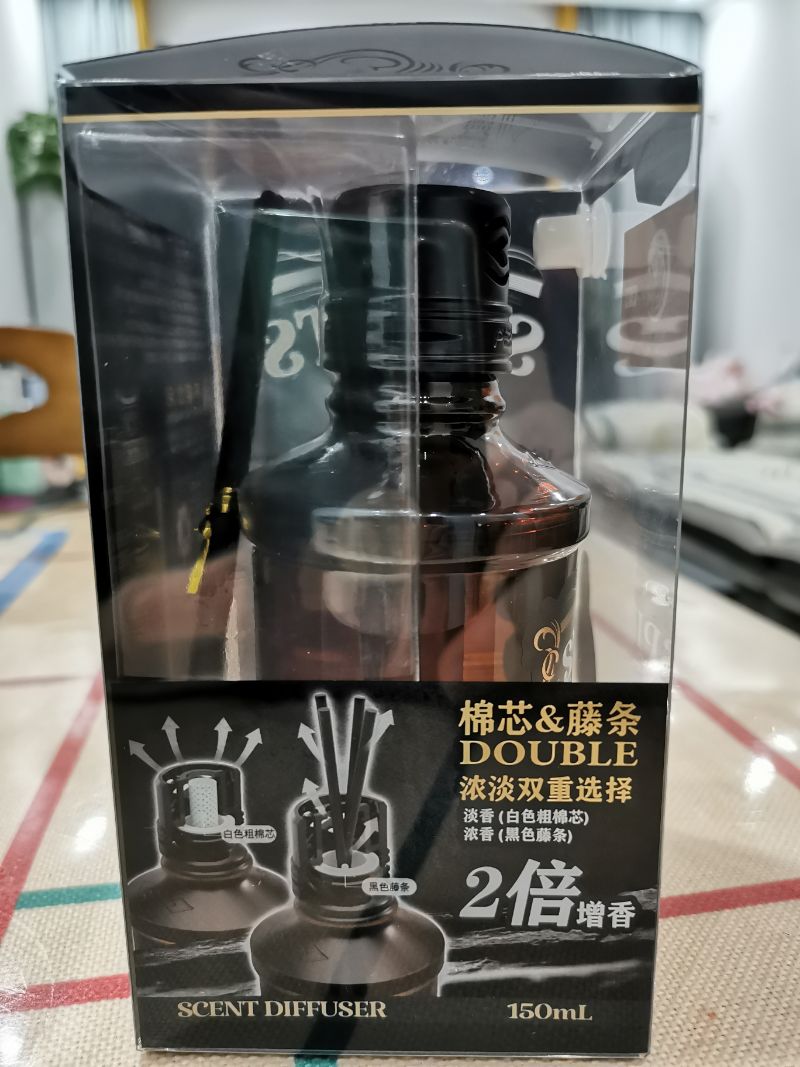 棉芯&藤条
DOUBLE
浓淡双重选择
淡香 (白色粗棉芯)
浓香 (黑色藤条)
白色粗棉芯
黑色藤条
2倍增香
SCENT DIFFUSER
150mL